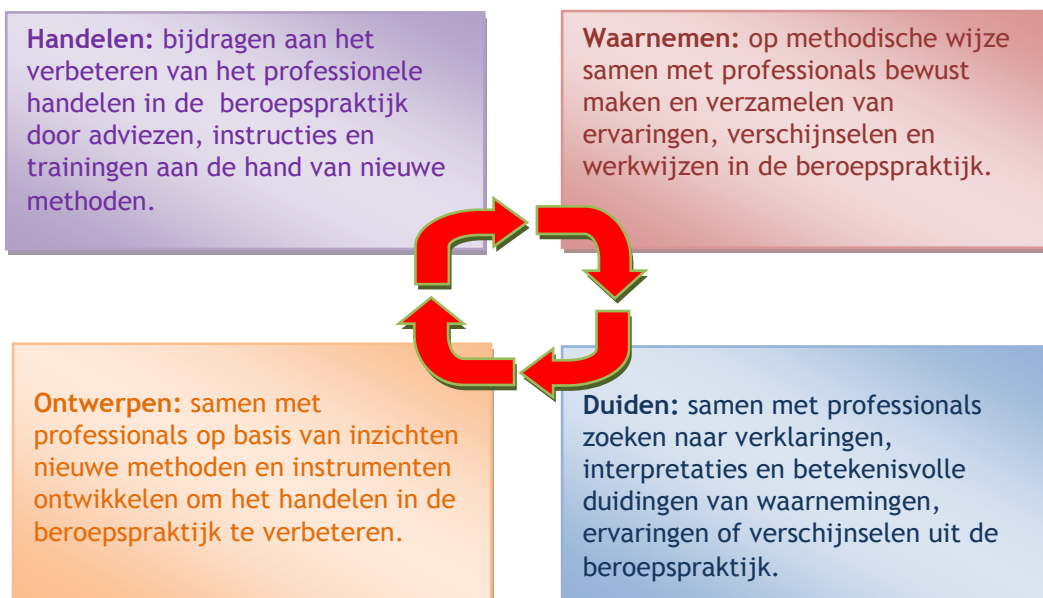 Handelen: bijdragen aan het
verbeteren van het professionele
handelen in de beroepspraktijk
door adviezen, instructies en
trainingen aan de hand van nieuwe
methoden.
Waarnemen: op methodische wijze
samen met professionals bewust
maken en verzamelen van
ervaringen, verschijnselen en
werkwijzen in de beroepspraktijk.
Ontwerpen: samen met
professionals op basis van inzichten
nieuwe methoden en instrumenten
ontwikkelen om het handelen in de
beroepspraktijk te verbeteren.
Duiden: samen met professionals
zoeken naar verklaringen,
interpretaties en betekenisvolle
duidingen van waarnemingen,
ervaringen of verschijnselen uit de
beroepspraktijk.